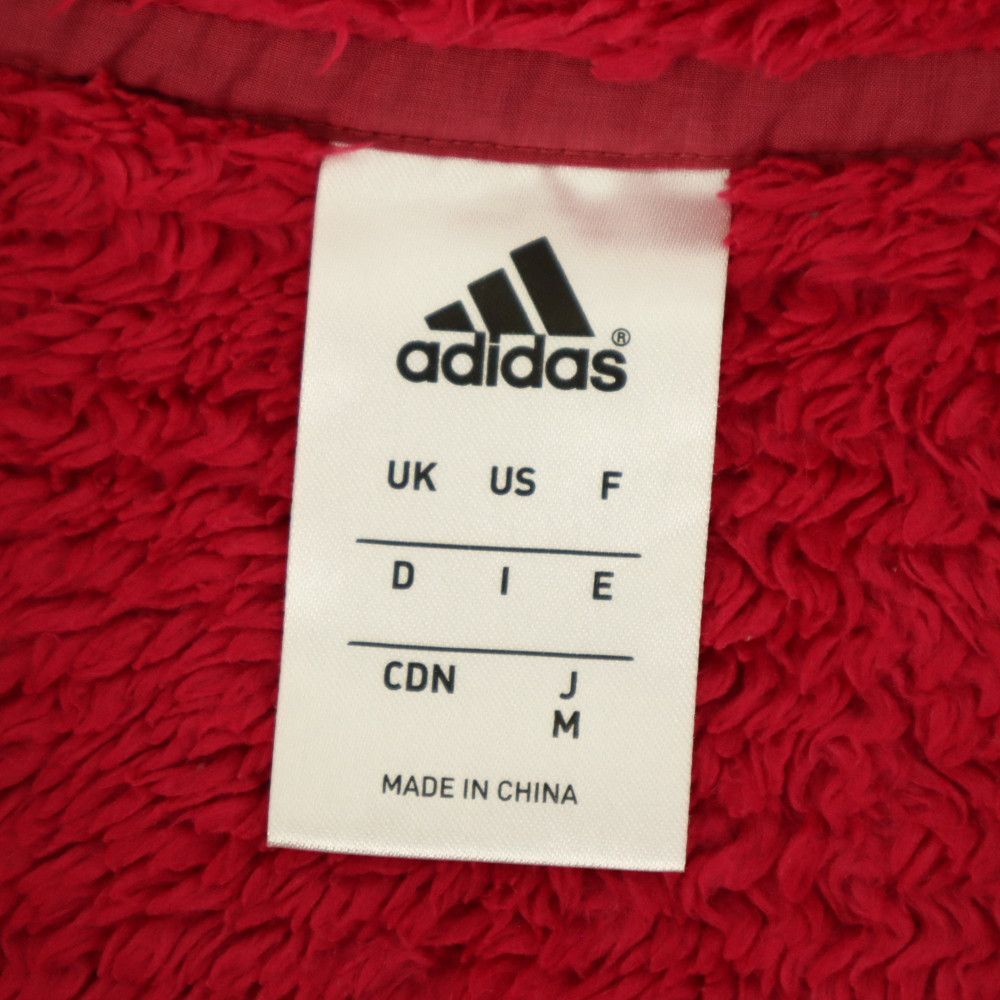 adidas®
UK US F
D I E
CDN J
M
MADE IN CHINA